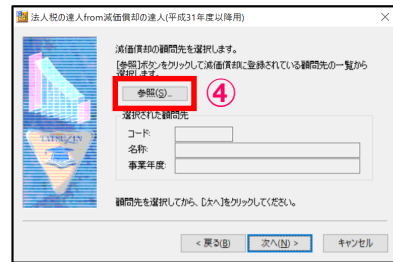 法人税の達人from減価償却の達人(平成31年度以降用)
減価償却の顧問先を選択します。
[参照]ボタンをクリックして減価償却に登録されている顧問先の一覧から
選択します。
参照(S)...
④
選択された顧問先
コード:
名称:
事業年度:
顧問先を選択してから、[次へ]をクリックしてください。
< 戻る(B)
次へ(N) >
キャンセル
TATSUZIN